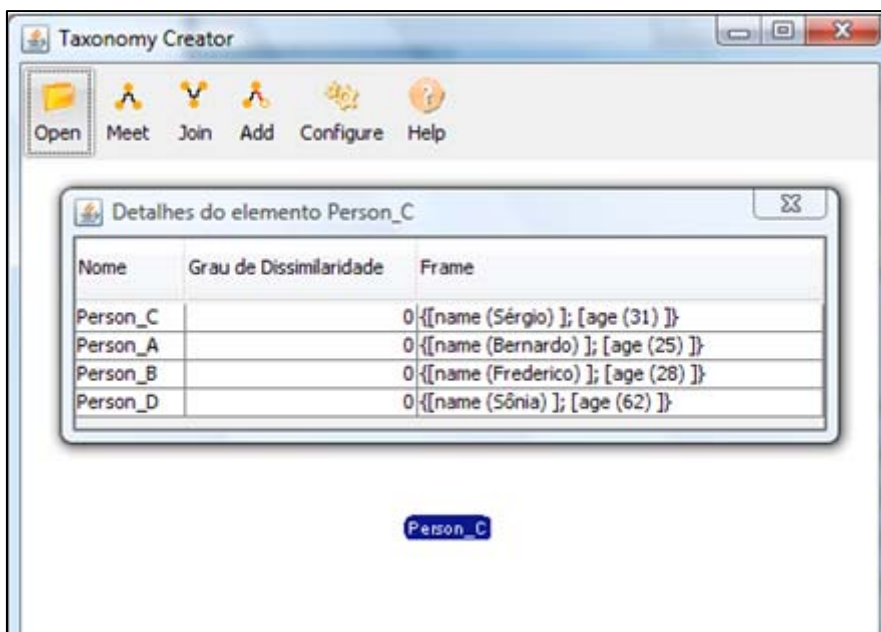 Taxonomy Creator
Open Meet Join Add Configure Help
Detalhes do elemento Person_C
Nome Grau de Dissimilaridade Frame
Person_C 0 {[name (Sérgio) ]; [age (31) ]}
Person_A 0 {[name (Bernardo) ]; [age (25) ]}
Person_B 0 {[name (Frederico) ]; [age (28) ]}
Person_D 0 {[name (Sônia) ]; [age (62) ]}
Person_C